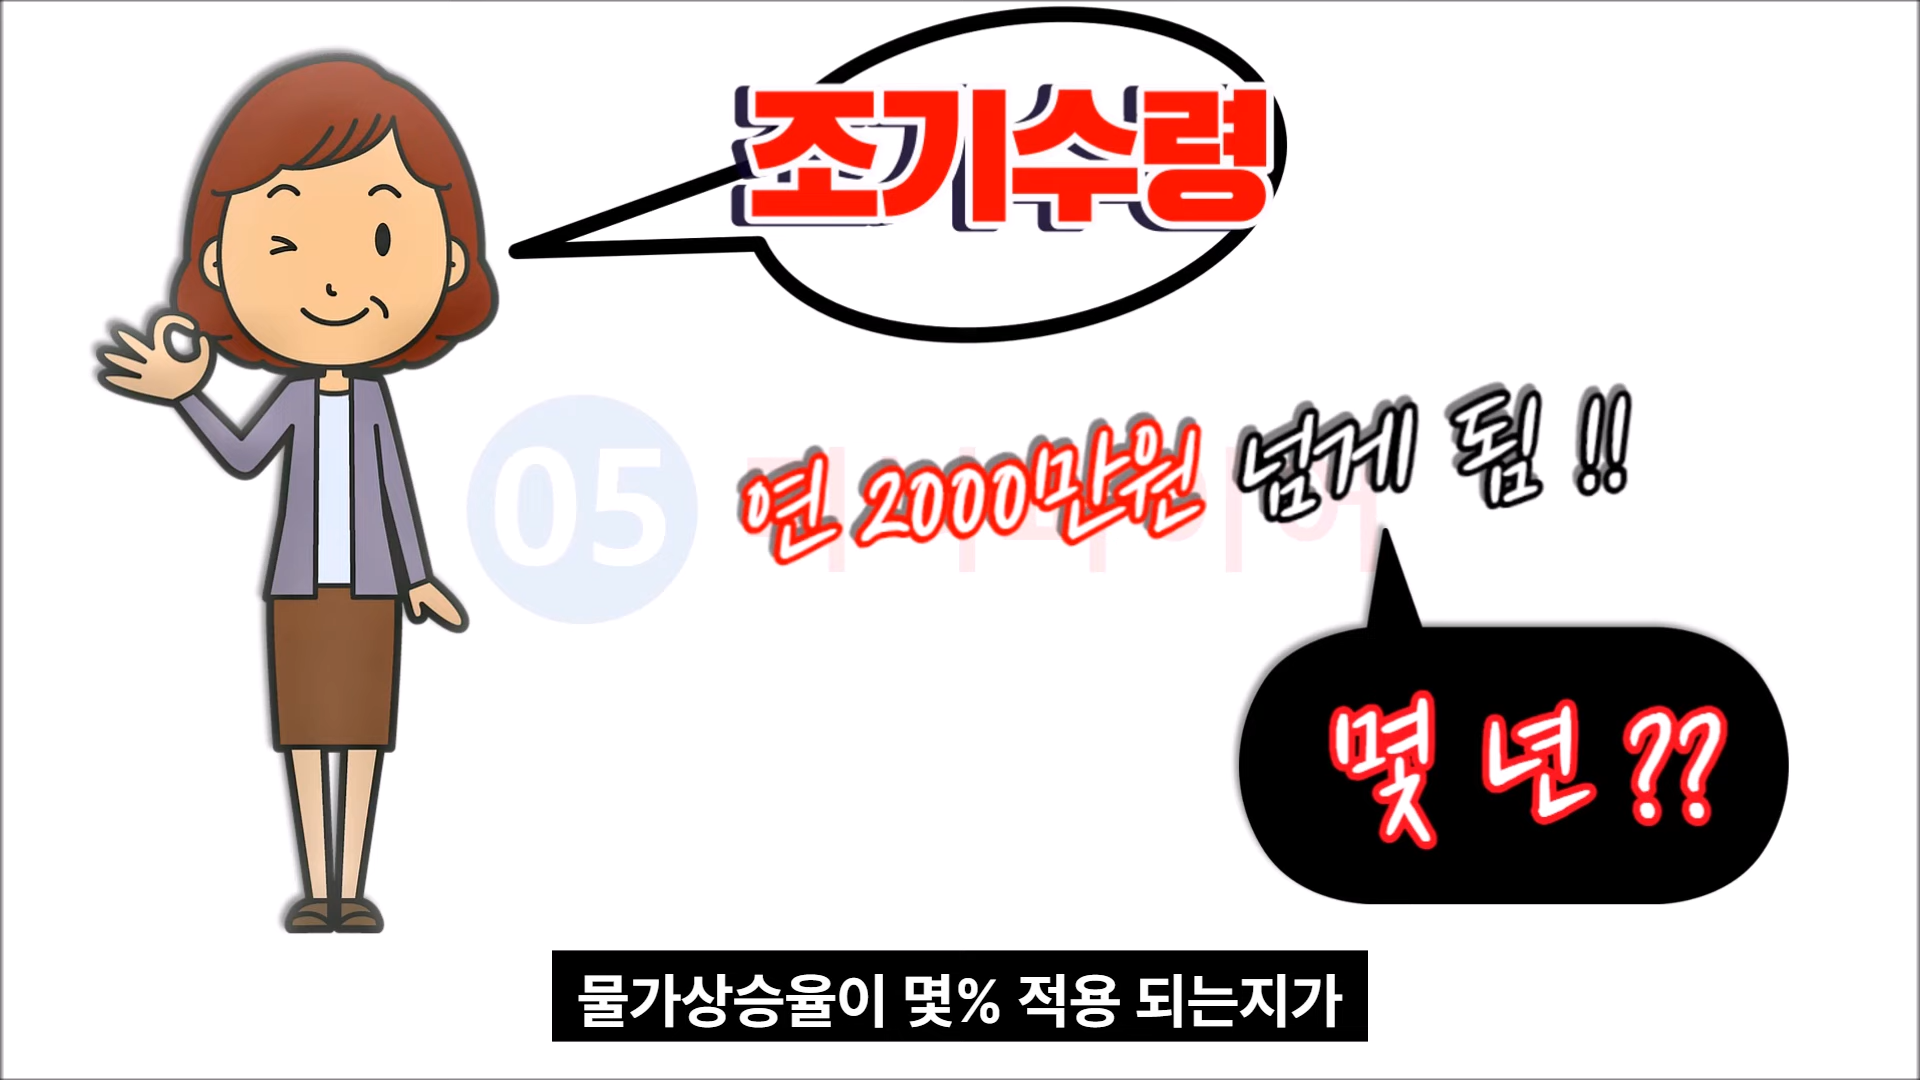 조기수령
05
연 2000만원 넘게 됨 !!
몇 년 ??
물가상승율이 몇% 적용 되는지가